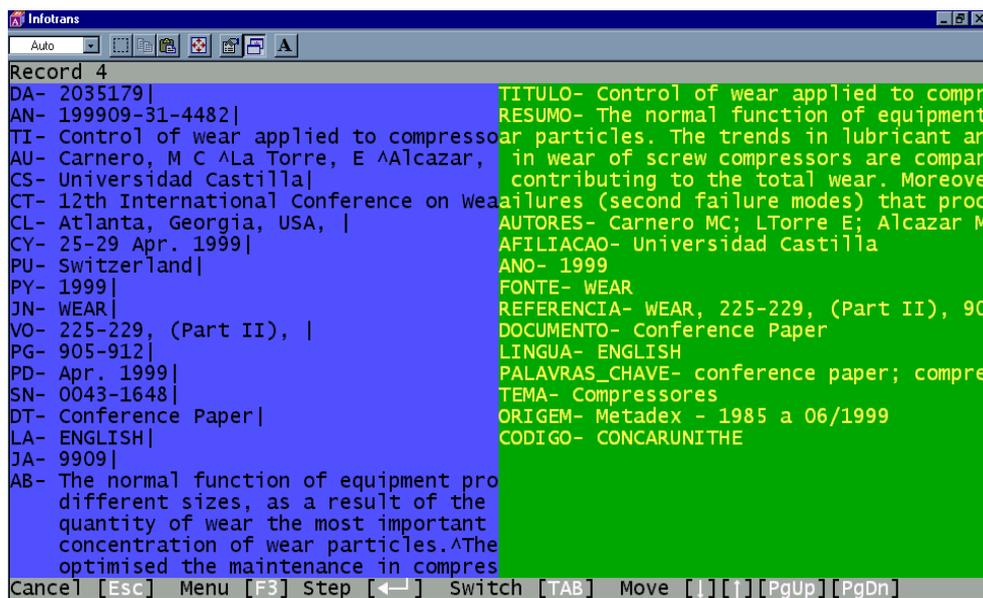 Infotrans
Auto
A
Record 4
DA- 2035179|
AN- 199909-31-4482|
TI- Control of wear applied to compresso
AU- Carnero, M C ^La Torre, E ^Alcazar,
CS- Universidad Castilla|
CT- 12th International Conference on Wea
CL- Atlanta, Georgia, USA, |
CY- 25-29 Apr. 1999|
PU- Switzerland|
PY- 1999|
JN- WEAR|
VO- 225-229, (Part II), |
PG- 905-912|
PD- Apr. 1999|
SN- 0043-1648|
DT- Conference Paper|
LA- ENGLISH|
JA- 9909|
AB- The normal function of equipment pro
different sizes, as a result of the
quantity of wear the most important
concentration of wear particles.^The
optimised the maintenance in compres
TITULO- Control of wear applied to compr
RESUMO- The normal function of equipment
ar particles. The trends in lubricant an
in wear of screw compressors are compar
contributing to the total wear. Moreove
ailures (second failure modes) that proc
AUTORES- Carnero MC; LTorre E; Alcazar M
AFILIACAO- Universidad Castilla
ANO- 1999
FONTE- WEAR
REFERENCIA- WEAR, 225-229, (Part II), 90
DOCUMENTO- Conference Paper
LINGUA- ENGLISH
PALAVRAS_CHAVE- conference paper; compre
TEMA- Compressores
ORIGEM- Metadex - 1985 a 06/1999
CODIGO- CONCARUNITHE
Cancel [Esc] Menu [F3] Step [←┘] Switch [TAB] Move [↓][↑][PgUp][PgDn]